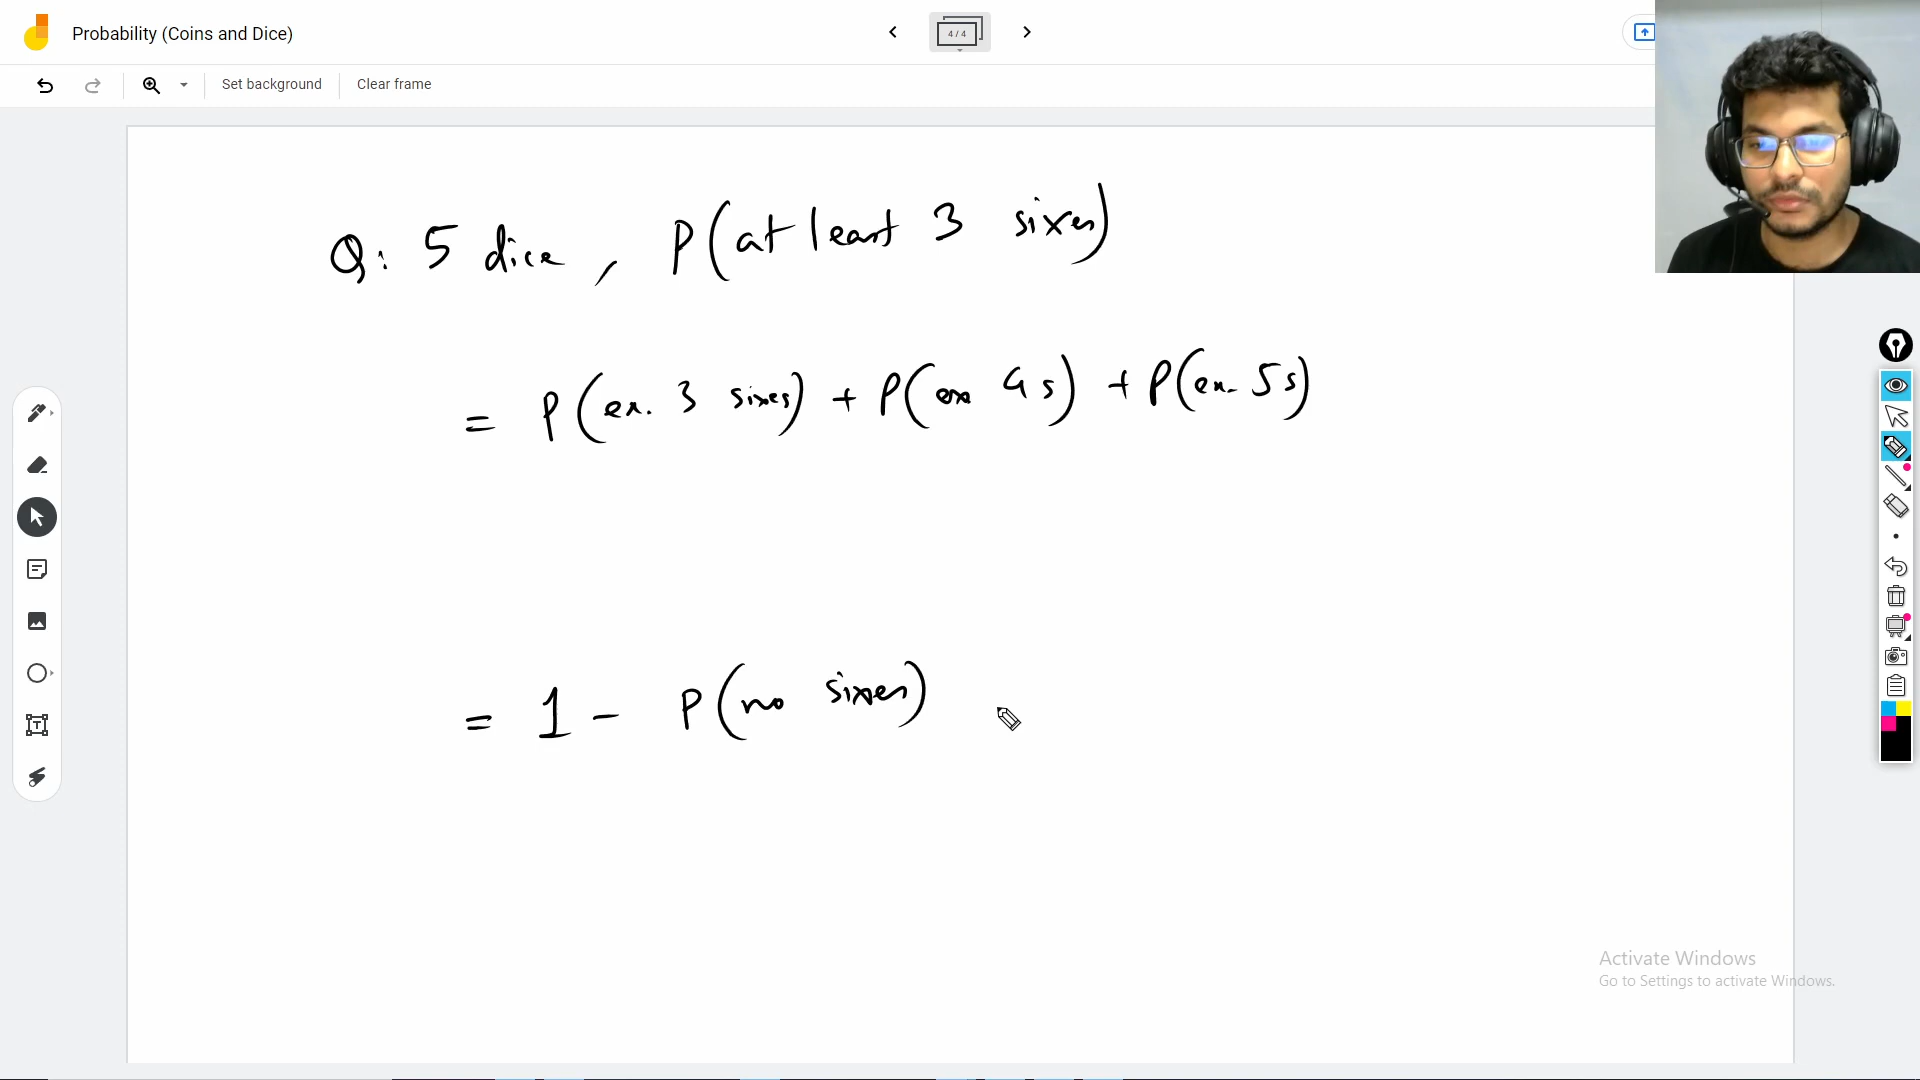 Probability (Coins and Dice)
4 / 4
Set background
Clear frame
Q: 5 dice, P(at least 3 sixes)
= P(ex. 3 sixes) + P(ex 4 s) + P(ex. 5 s)
= 1 - P(no sixes)
T
Activate Windows
Go to Settings to activate Windows.